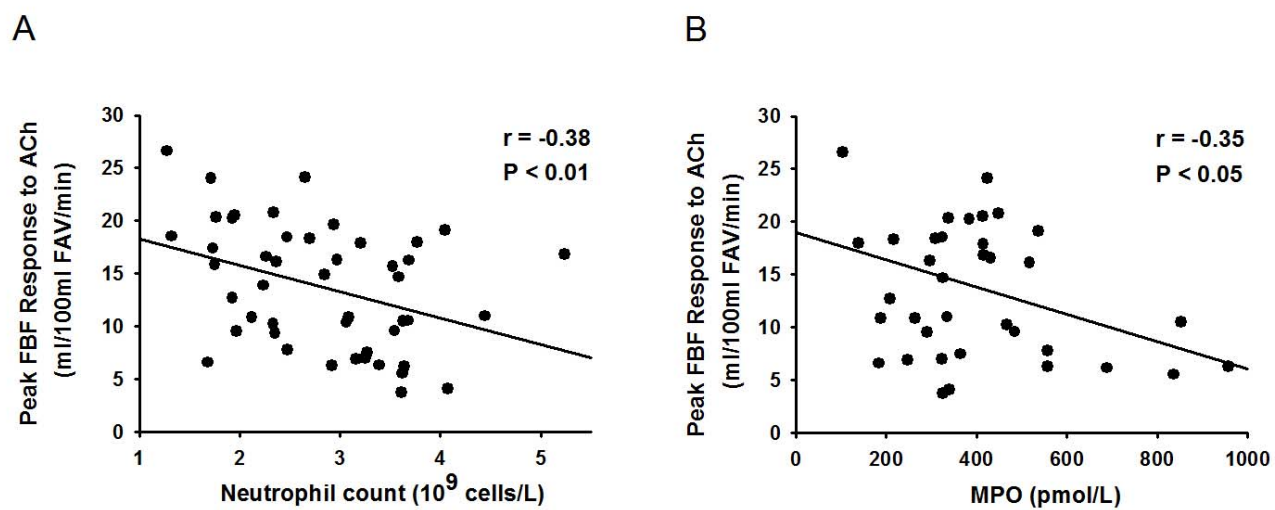 A
Peak FBF Response to ACh
(ml/100ml FAV/min)
30
25
20
15
10
5
0
r = -0.38
P < 0.01
1
2
3
4
5
Neutrophil count (10⁹ cells/L)
B
Peak FBF Response to ACh
(ml/100ml FAV/min)
30
25
20
15
10
5
0
r = -0.35
P < 0.05
0
200
400
600
800
1000
MPO (pmol/L)